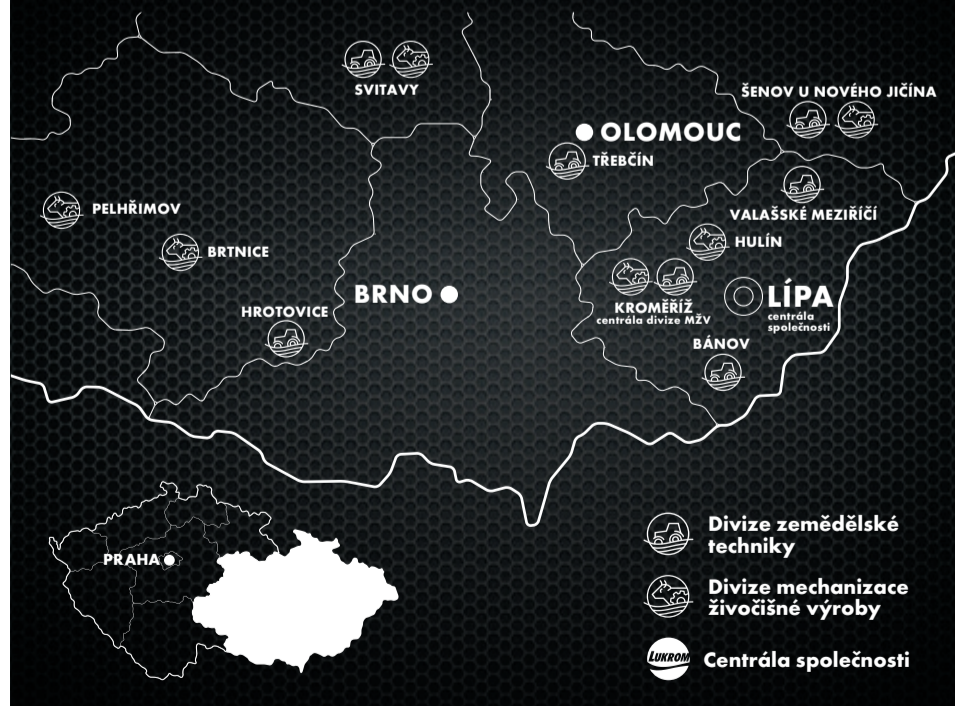 SVITAVY
ŠENOV U NOVÉHO JIČÍNA
OLOMOUC
TŘEBČÍN
PELHŘIMOV
VALAŠSKÉ MEZIŘÍČÍ
BRTNICE
HULÍN
BRNO
LÍPA
centrála
společnosti
HROTOVICE
KROMĚŘÍŽ
centrála divize MŽV
BÁNOV
PRAHA
Divize zemědělské
techniky
Divize mechanizace
živočišné výroby
LUKROM
Centrála společnosti